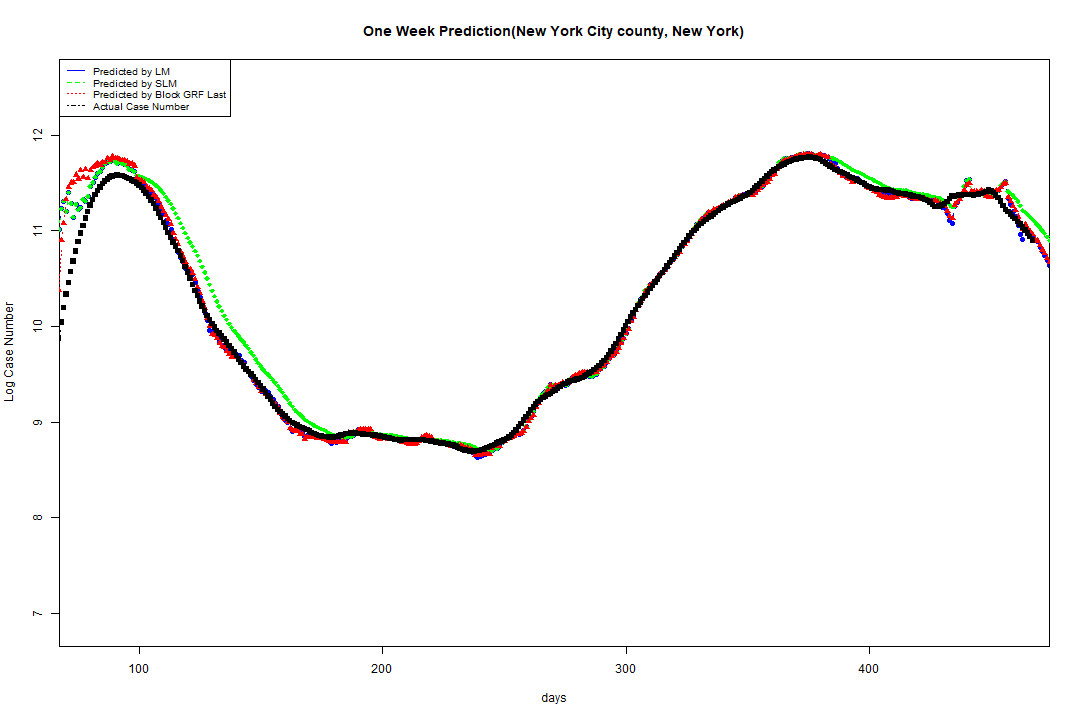 One Week Prediction(New York City county, New York)
Predicted by LM
Predicted by SLM
Predicted by Block GRF Last
Actual Case Number
12
11
10
9
8
7
Log Case Number
100 200 300 400
days